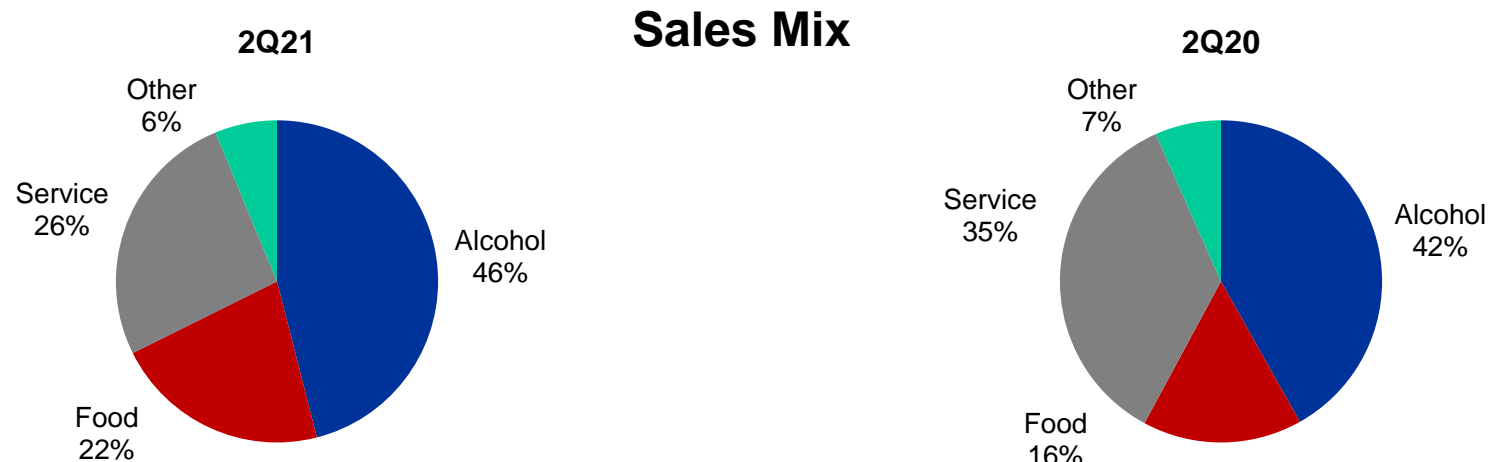 Sales Mix
2Q21
Other
6%
Service
26%
Alcohol
46%
Food
22%
2Q20
Other
7%
Service
35%
Alcohol
42%
Food
16%